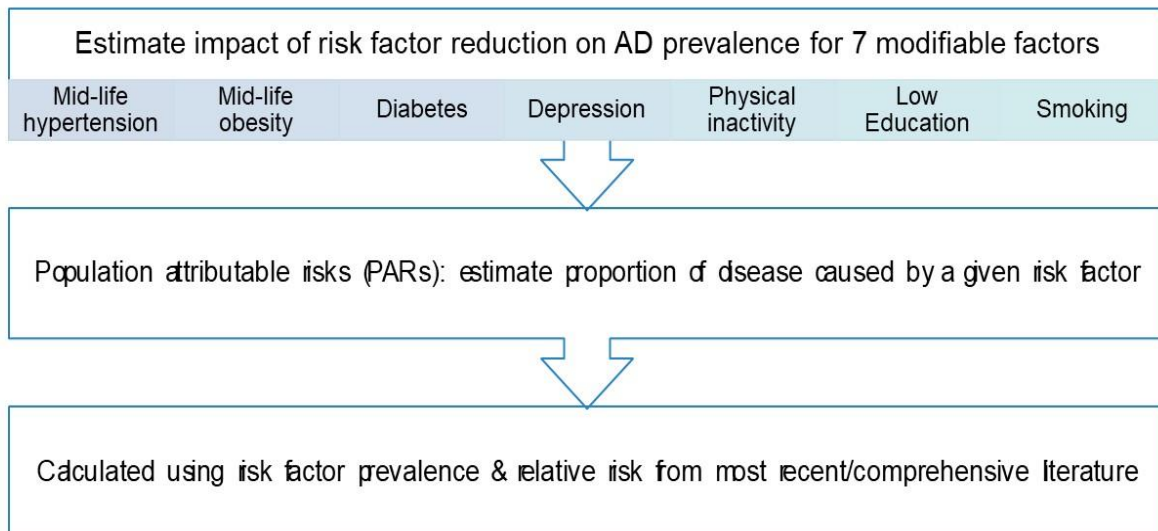 Estimate impact of risk factor reduction on AD prevalence for 7 modifiable factors
Mid-life
hypertension
Mid-life
obesity
Diabetes
Depression
Physical
inactivity
Low
Education
Smoking
Population attributable risks (PARs): estimate proportion of disease caused by a given risk factor
Calculated using risk factor prevalence & relative risk from most recent/comprehensive literature